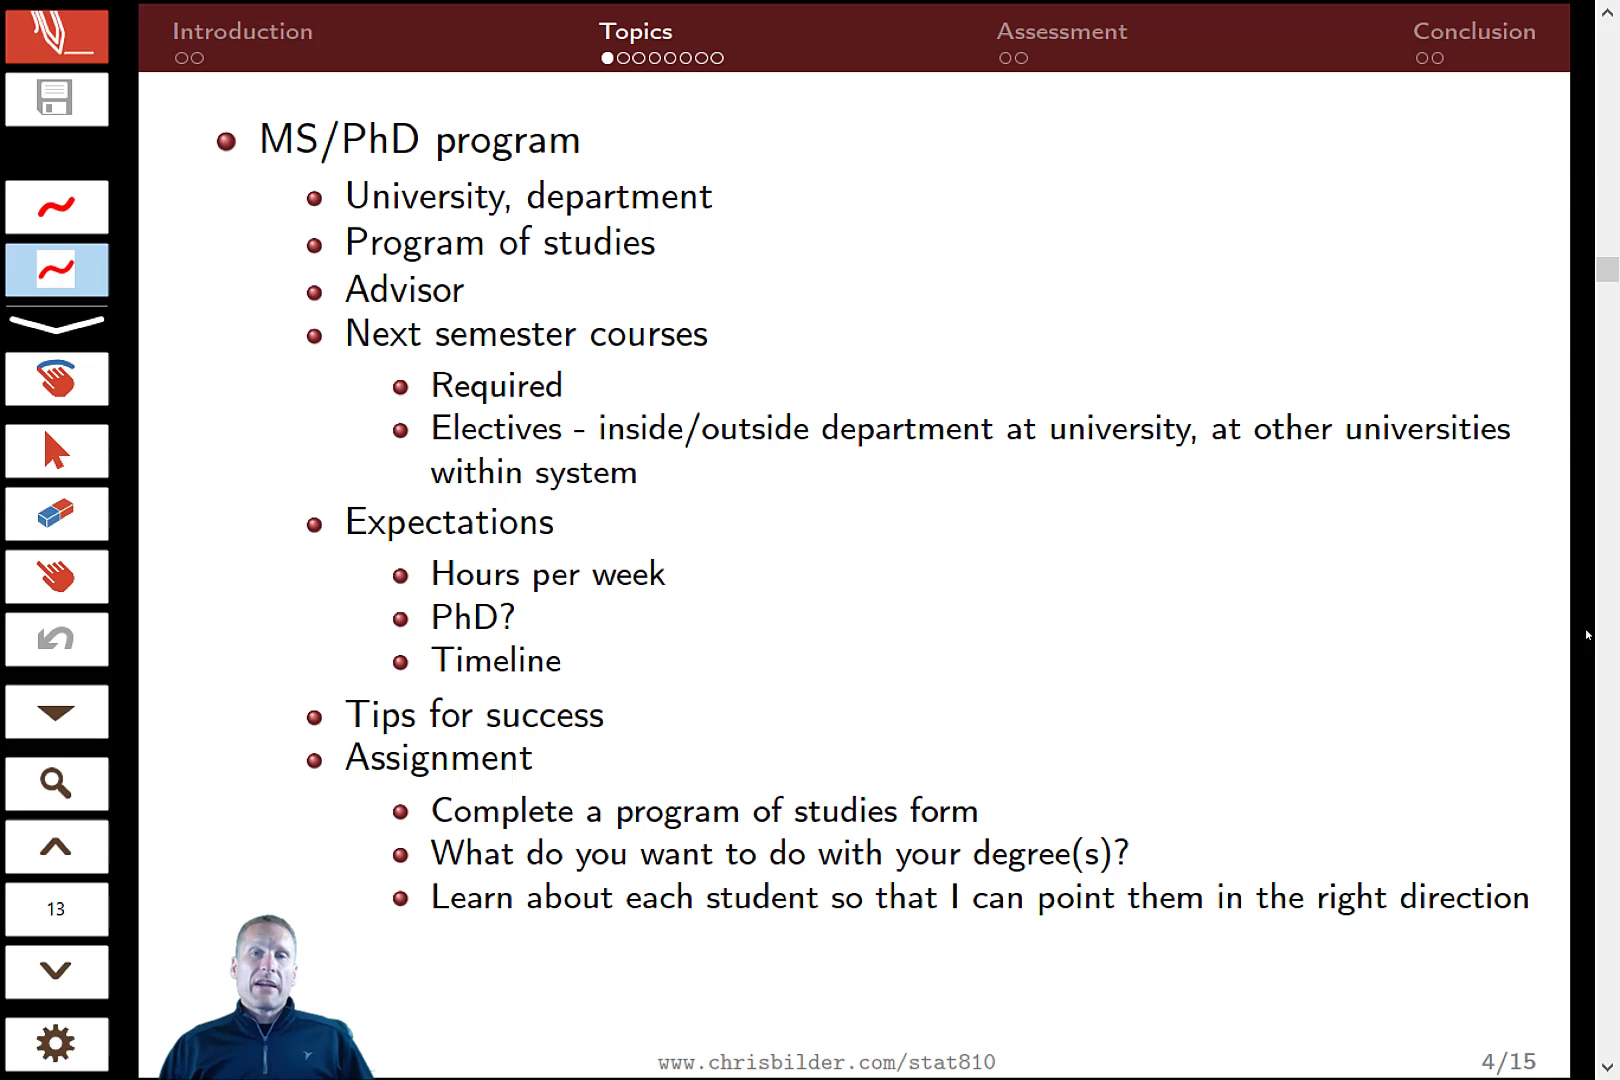 Introduction
Topics
Assessment
Conclusion
MS/PhD program
University, department
Program of studies
Advisor
Next semester courses
Required
Electives - inside/outside department at university, at other universities
within system
Expectations
Hours per week
PhD?
Timeline
Tips for success
Assignment
Complete a program of studies form
What do you want to do with your degree(s)?
Learn about each student so that I can point them in the right direction
13
www.chrisbilder.com/stat810
4/15